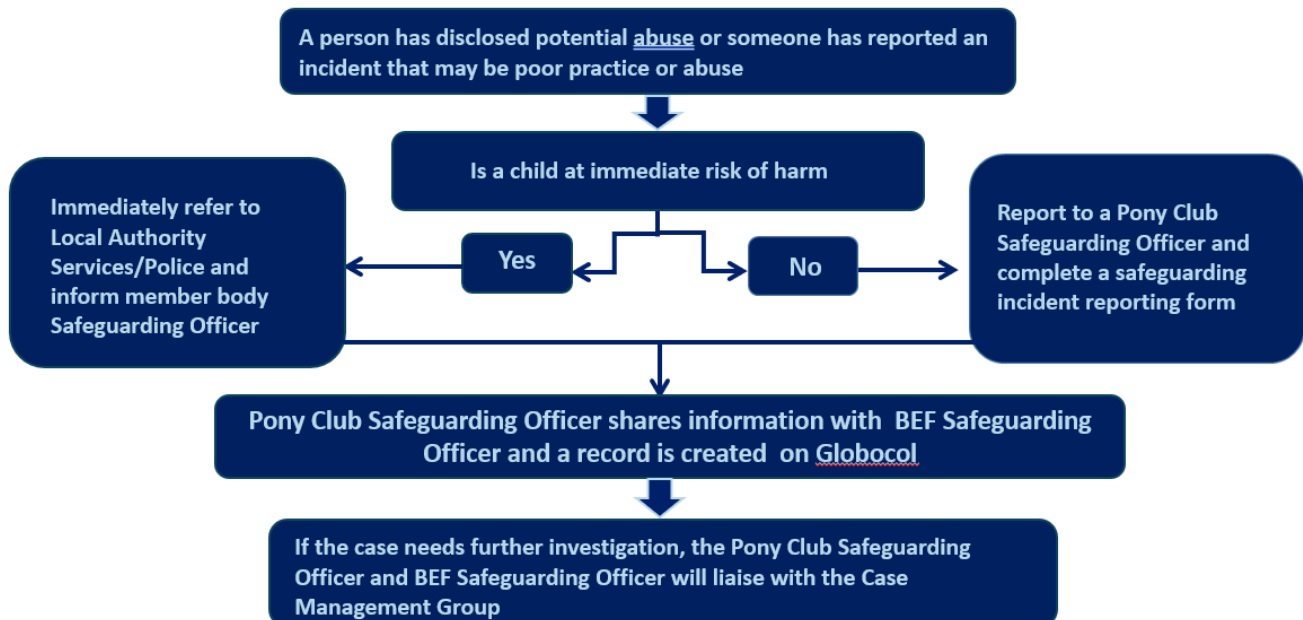 A person has disclosed potential abuse or someone has reported an
incident that may be poor practice or abuse
Is a child at immediate risk of harm
Immediately refer to
Local Authority
Services/Police and
inform member body
Safeguarding Officer
Yes
No
Report to a Pony Club
Safeguarding Officer and
complete a safeguarding
incident reporting form
Pony Club Safeguarding Officer shares information with BEF Safeguarding
Officer and a record is created on Globocol
If the case needs further investigation, the Pony Club Safeguarding
Officer and BEF Safeguarding Officer will liaise with the Case
Management Group